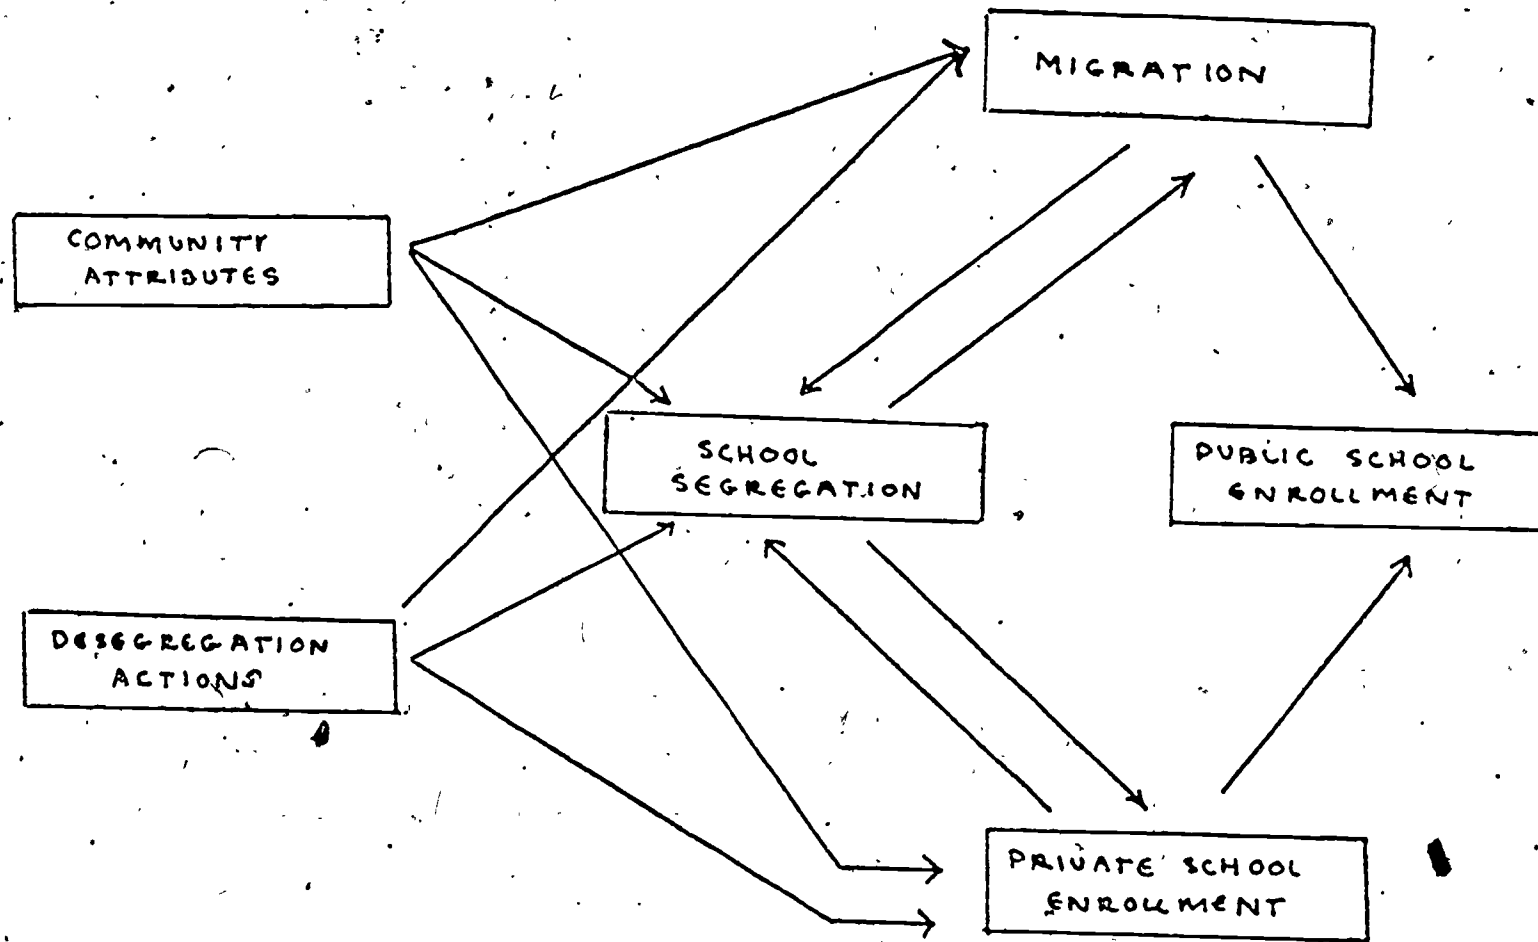 MIGRATION
COMMUNITY
ATTRIBUTES
SCHOOL
SEGREGATION
PUBLIC SCHOOL
ENROLLMENT
DESEGREGATION
ACTIONS
PRIVATE SCHOOL
ENROLLMENT